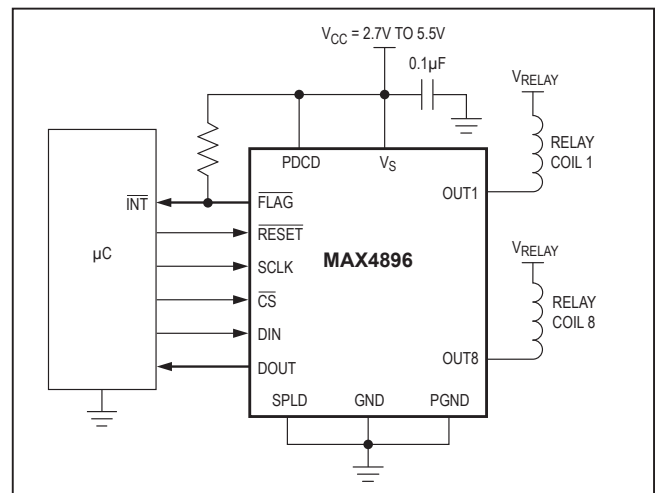 V_CC = 2.7V TO 5.5V
0.1µF
V_RELAY
RELAY
COIL 1
PDCD
V_S
OUT1
INT
FLAG
RESET
µC
MAX4896
SCLK
V_RELAY
CS
RELAY
COIL 8
DIN
OUT8
DOUT
SPLD
GND
PGND